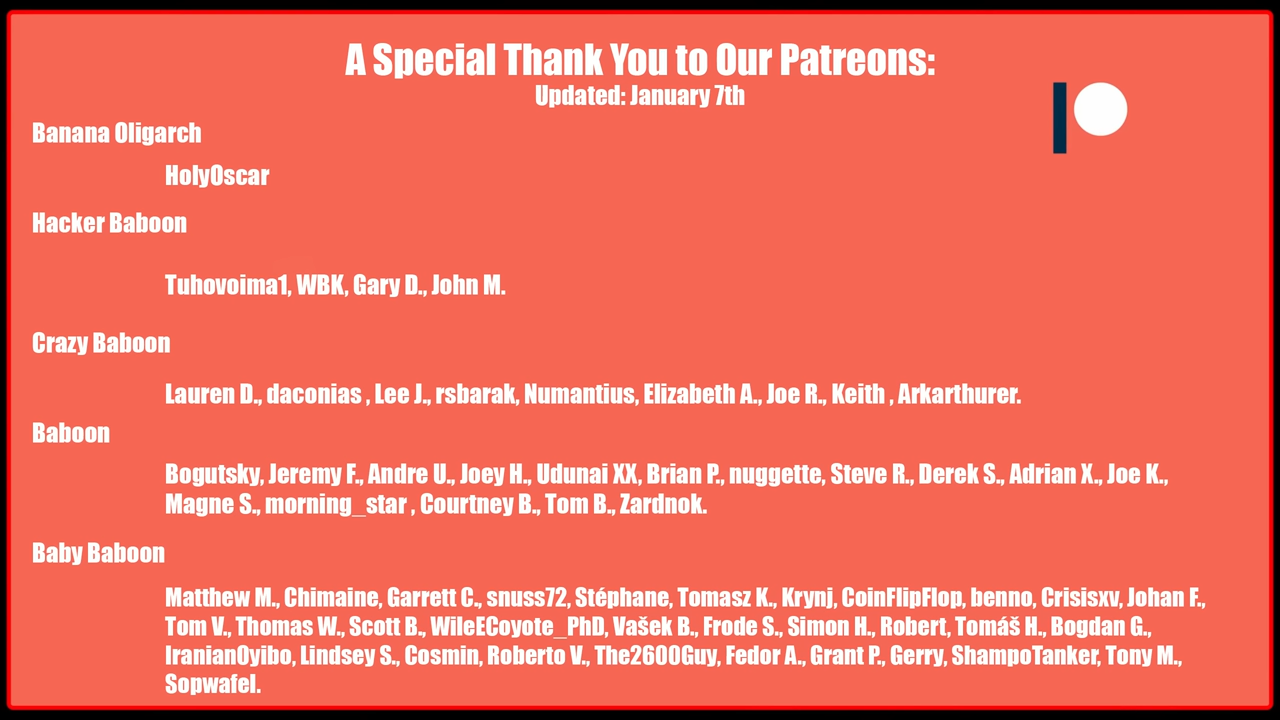 A Special Thank You to Our Patreons:
Updated: January 7th
Banana Oligarch
HolyOscar
Hacker Baboon
Tuhovoima1, WBK, Gary D., John M.
Crazy Baboon
Lauren D., daconias , Lee J., rsbarak, Numantius, Elizabeth A., Joe R., Keith , Arkarthurer.
Baboon
Bogutsky, Jeremy F., Andre U., Joey H., Udunai XX, Brian P., nuggette, Steve R., Derek S., Adrian X., Joe K.,
Magne S., morning_star , Courtney B., Tom B., Zardnok.
Baby Baboon
Matthew M., Chimaine, Garrett C., snuss72, Stéphane, Tomasz K., Krynj, CoinFlipFlop, benno, Crisisxv, Johan F.,
Tom V., Thomas W., Scott B., WileECoyote_PhD, Vašek B., Frode S., Simon H., Robert, Tomáš H., Bogdan G.,
IranianOyibo, Lindsey S., Cosmin, Roberto V., The2600Guy, Fedor A., Grant P., Gerry, ShampoTanker, Tony M.,
Sopwafel.